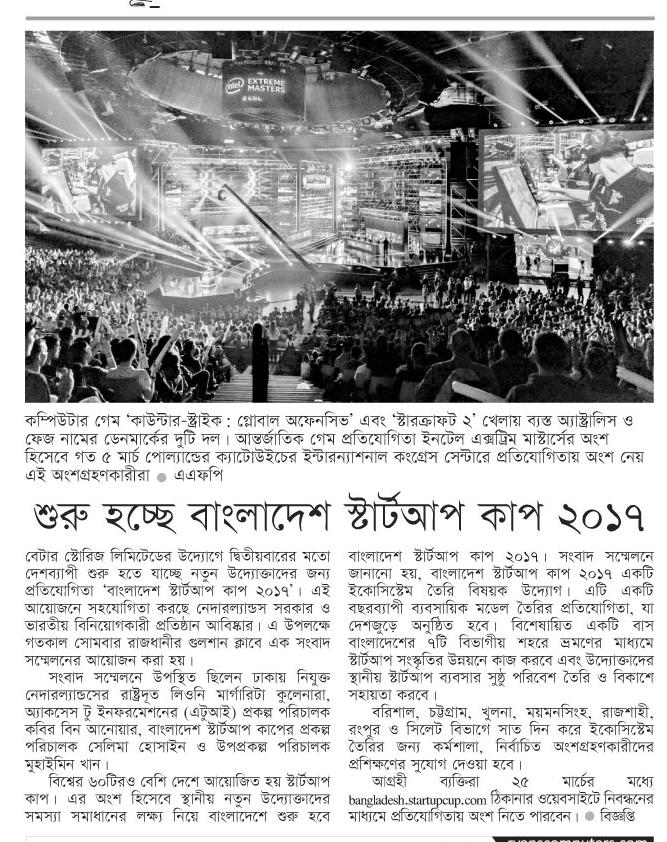 intel EXTREME MASTERS
ESL
কম্পিউটার গেম ‘কাউন্টার-স্ট্রাইক : গ্লোবাল অফেনসিভ’ এবং ‘স্টারক্রাফট ২’ খেলায় ব্যস্ত অ্যাস্ট্রালিস ও
ফেজ নামের ডেনমার্কের দুটি দল। আন্তর্জাতিক গেম প্রতিযোগিতা ইনটেল এক্সট্রিম মাস্টার্সের অংশ
হিসেবে গত ৫ মার্চ পোল্যান্ডের ক্যাটোউইচের ইন্টারন্যাশনাল কংগ্রেস সেন্টারে প্রতিযোগিতায় অংশ নেয়
এই অংশগ্রহণকারীরা ● এএফপি
শুরু হচ্ছে বাংলাদেশ স্টার্টআপ কাপ ২০১৭
বেটার স্টোরিজ লিমিটেডের উদ্যোগে দ্বিতীয়বারের মতো
দেশব্যাপী শুরু হতে যাচ্ছে নতুন উদ্যোক্তাদের জন্য
প্রতিযোগিতা ‘বাংলাদেশ স্টার্টআপ কাপ ২০১৭’। এই
আয়োজনে সহযোগিতা করছে নেদারল্যান্ডস সরকার ও
ভারতীয় বিনিয়োগকারী প্রতিষ্ঠান আবিষ্কার। এ উপলক্ষে
গতকাল সোমবার রাজধানীর গুলশান ক্লাবে এক সংবাদ
সম্মেলনের আয়োজন করা হয়।
সংবাদ সম্মেলনে উপস্থিত ছিলেন ঢাকায় নিযুক্ত
নেদারল্যান্ডসের রাষ্ট্রদূত লিওনি মার্গারিটা কুলেনারা,
অ্যাকসেস টু ইনফরমেশনের (এটুআই) প্রকল্প পরিচালক
কবির বিন আনোয়ার, বাংলাদেশ স্টার্টআপ কাপের প্রকল্প
পরিচালক সেলিমা হোসাইন ও উপপ্রকল্প পরিচালক
মুহাইমিন খান।
বিশ্বের ৬০টিরও বেশি দেশে আয়োজিত হয় স্টার্টআপ
কাপ। এর অংশ হিসেবে স্থানীয় নতুন উদ্যোক্তাদের
সমস্যা সমাধানের লক্ষ্য নিয়ে বাংলাদেশে শুরু হবে
বাংলাদেশ স্টার্টআপ কাপ ২০১৭। সংবাদ সম্মেলনে
জানানো হয়, বাংলাদেশ স্টার্টআপ কাপ ২০১৭ একটি
ইকোসিস্টেম তৈরি বিষয়ক উদ্যোগ। এটি একটি
বছরব্যাপী ব্যবসায়িক মডেল তৈরির প্রতিযোগিতা, যা
দেশজুড়ে অনুষ্ঠিত হবে। বিশেষায়িত একটি বাস
বাংলাদেশের ৭টি বিভাগীয় শহরে ভ্রমণের মাধ্যমে
স্টার্টআপ সংস্কৃতির উন্নয়নে কাজ করবে এবং উদ্যোক্তাদের
স্থানীয় স্টার্টআপ ব্যবসার সুষ্ঠু পরিবেশ তৈরি ও বিকাশে
সহায়তা করবে।
বরিশাল, চট্টগ্রাম, খুলনা, ময়মনসিংহ, রাজশাহী,
রংপুর ও সিলেট বিভাগে সাত দিন করে ইকোসিস্টেম
তৈরির জন্য কর্মশালা, নির্বাচিত অংশগ্রহণকারীদের
প্রশিক্ষণের সুযোগ দেওয়া হবে।
আগ্রহী ব্যক্তিরা ২৫ মার্চের মধ্যে
bangladesh.startupcup.com ঠিকানার ওয়েবসাইটে নিবন্ধনের
মাধ্যমে প্রতিযোগিতায় অংশ নিতে পারবেন। ● বিজ্ঞপ্তি